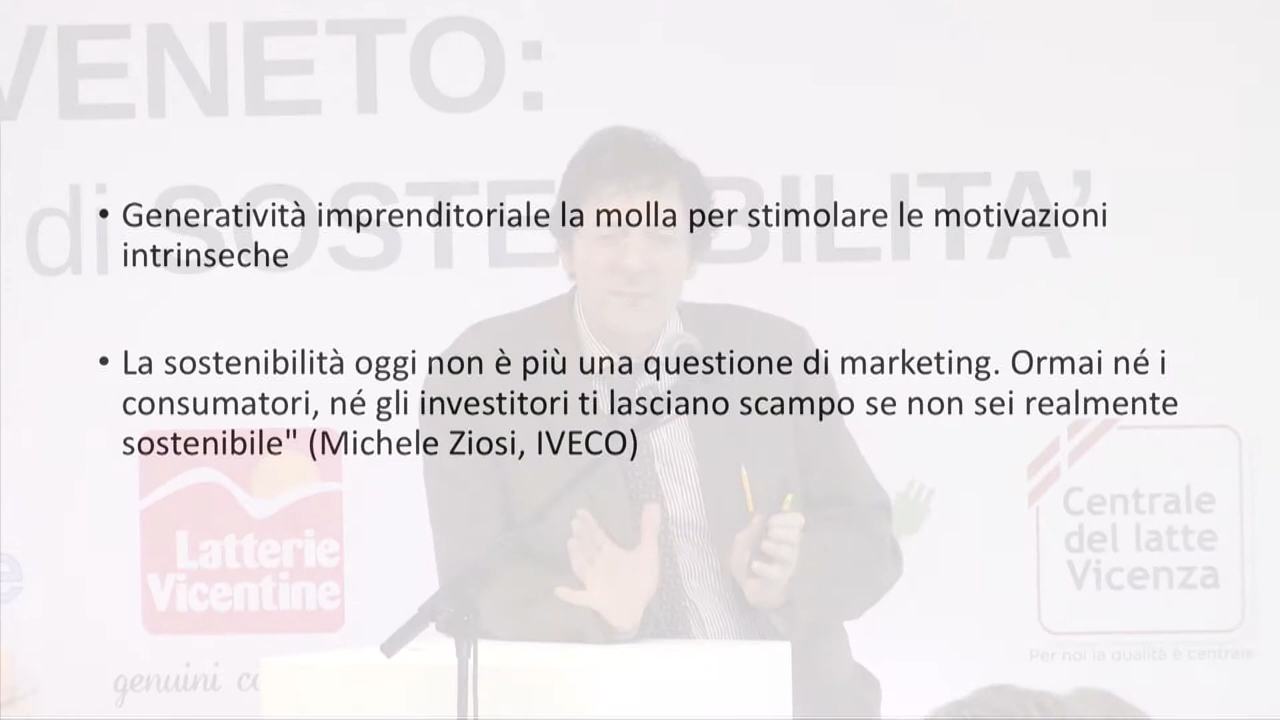 VENETO:
di SOSTENIBILITA'
• Generatività imprenditoriale la molla per stimolare le motivazioni
intrinseche
• La sostenibilità oggi non è più una questione di marketing. Ormai né i
consumatori, né gli investitori ti lasciano scampo se non sei realmente
sostenibile" (Michele Ziosi, IVECO)
Latterie
Vicentine
genuini
Centrale
del latte
Vicenza
Per noi la qualità è centrale